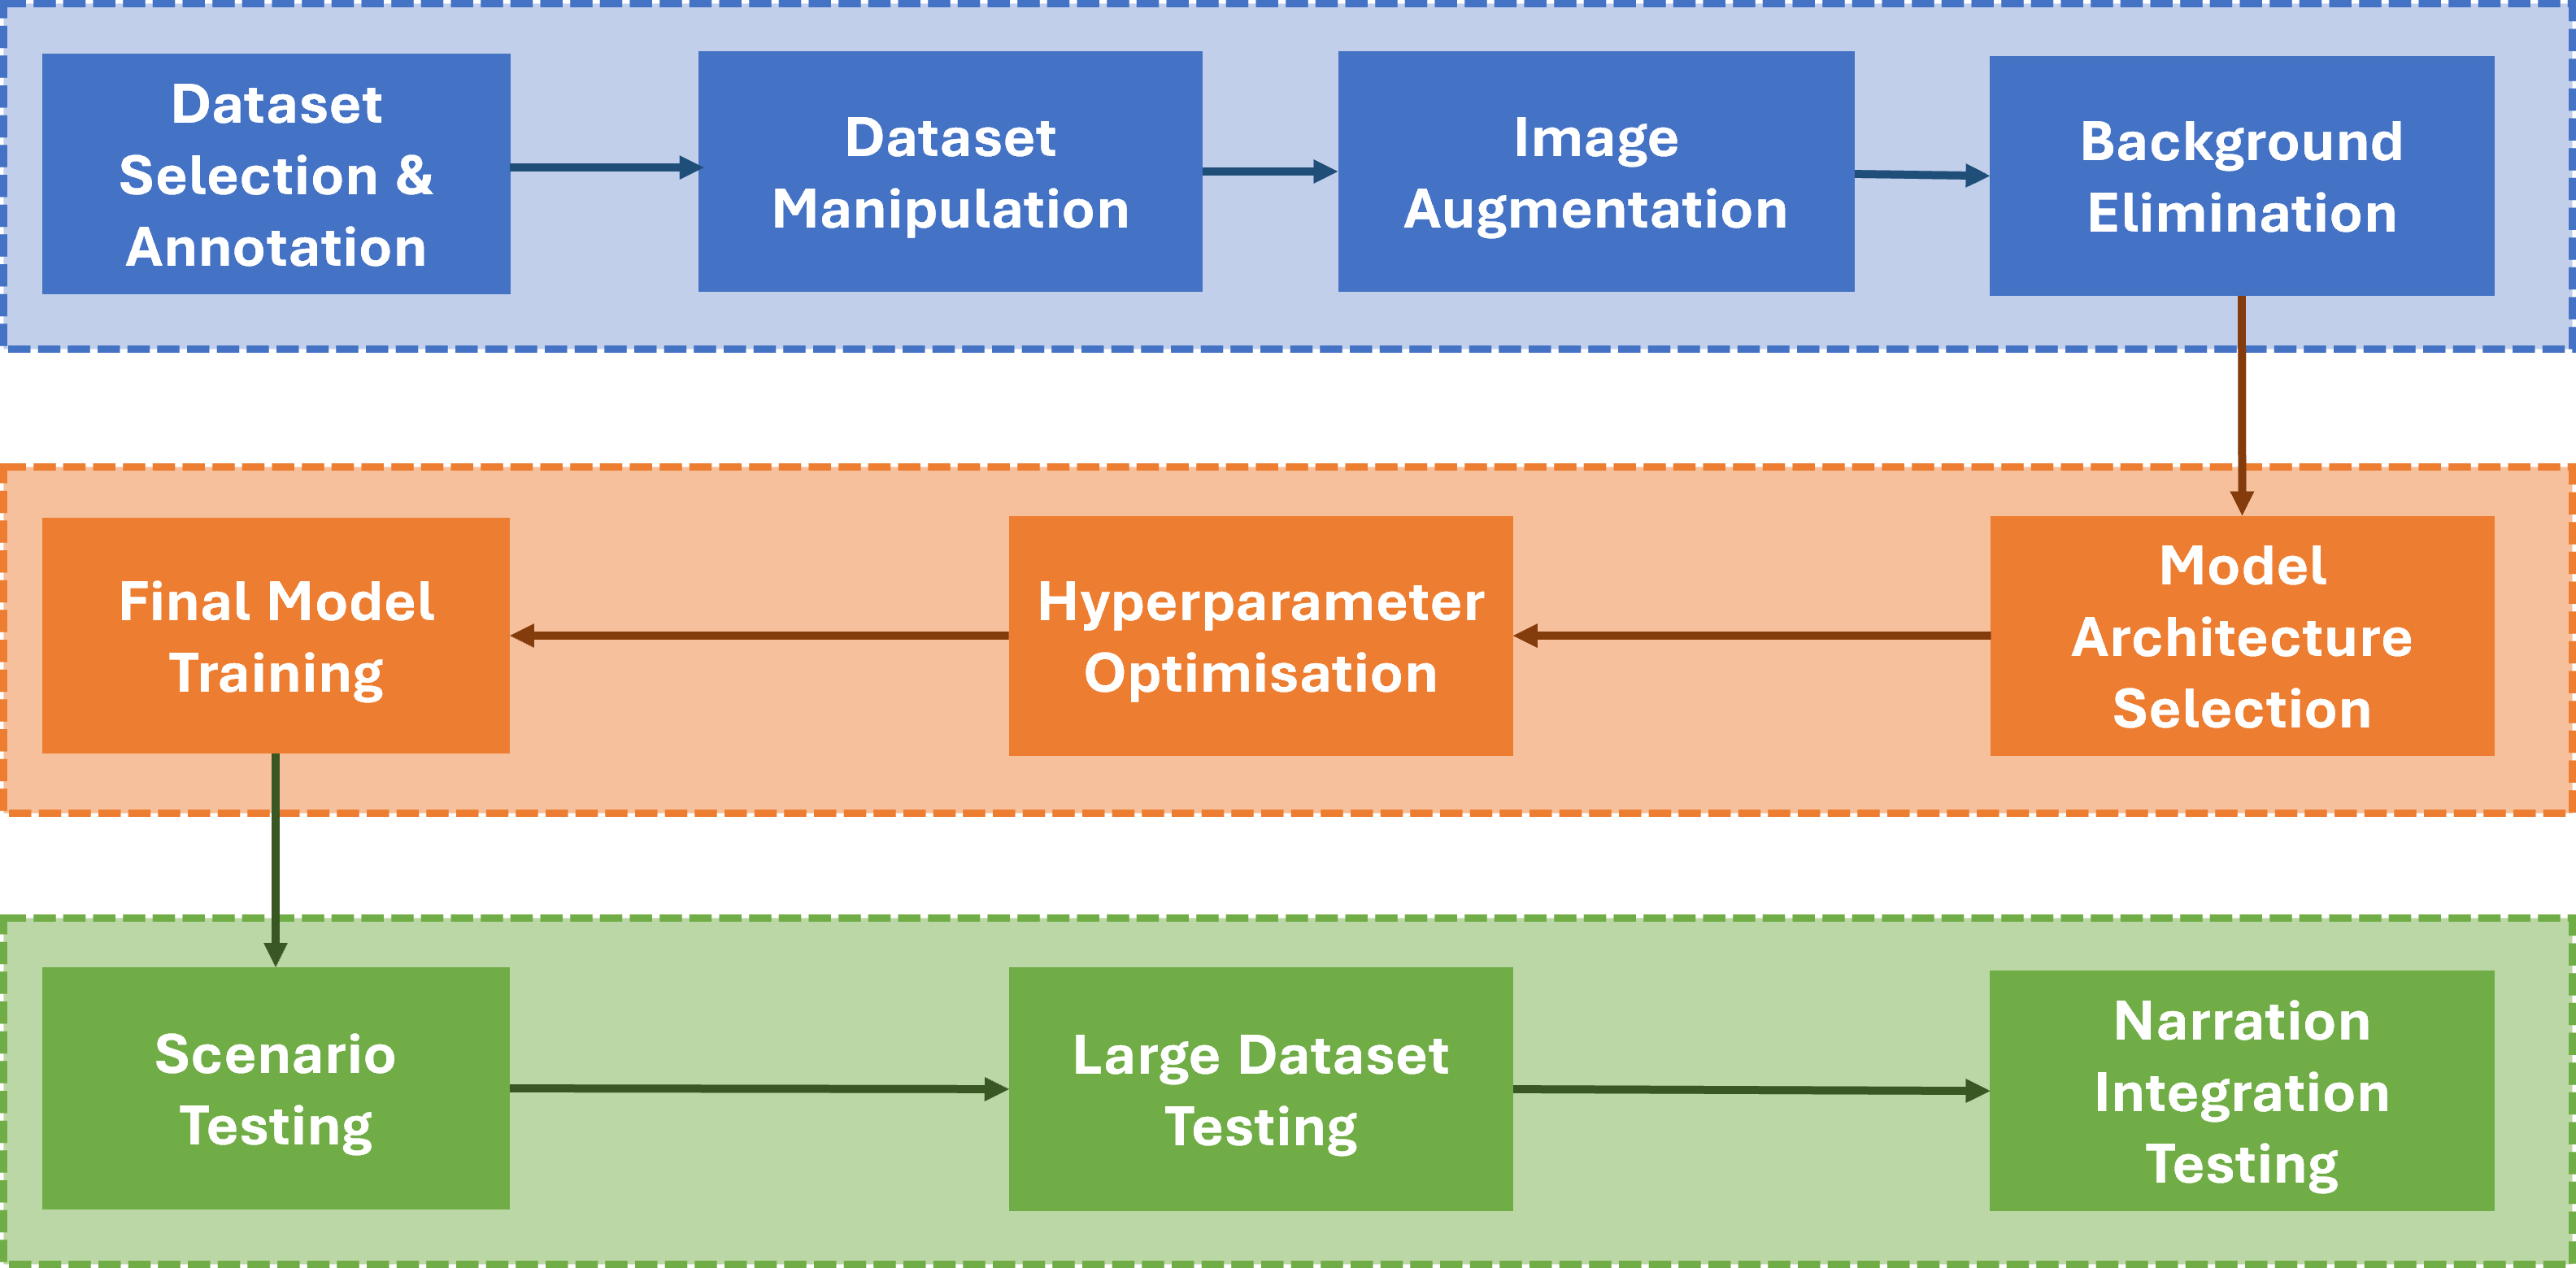 Dataset
Selection &
Annotation
Dataset
Manipulation
Image
Augmentation
Background
Elimination
Final Model
Training
Hyperparameter
Optimisation
Model
Architecture
Selection
Scenario
Testing
Large Dataset
Testing
Narration
Integration
Testing